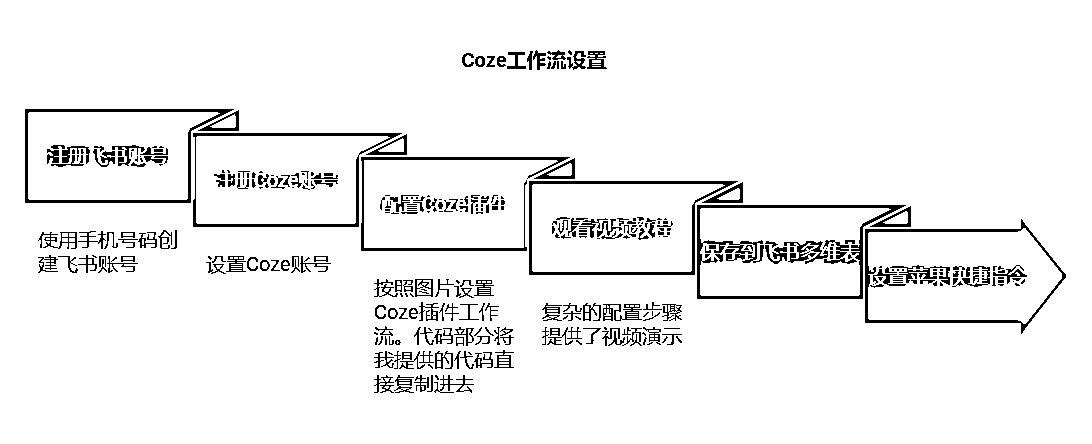 Coze工作流设置
注册飞书账号
使用手机号码创
建飞书账号
注册Coze账号
设置Coze账号
配置Coze插件
按照图片设置
Coze插件工作
流。代码部分将
我提供的代码直
接复制进去
观看视频教程
复杂的配置步骤
提供了视频演示
保存到飞书多维表
设置苹果快捷指令